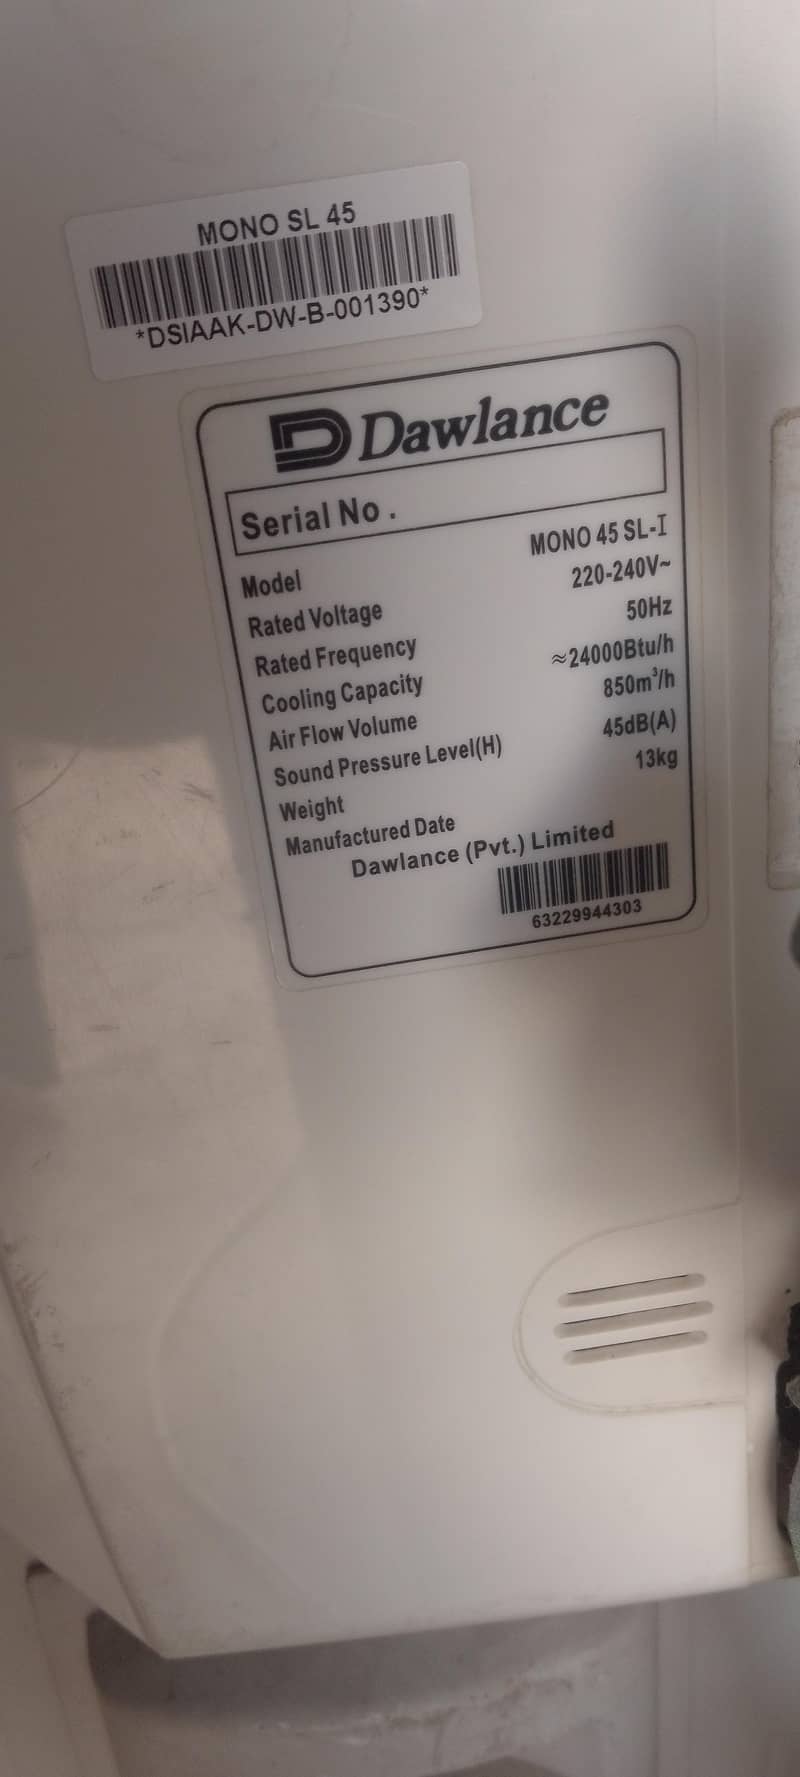 MONO SL 45
*DSIAAK-DW-B-001390*
Dawlance
Serial No .
Model MONO 45 SL-I
Rated Voltage 220-240V~
Rated Frequency 50Hz
Cooling Capacity ≈24000Btu/h
Air Flow Volume 850m³/h
Sound Pressure Level(H) 45dB(A)
Weight 13kg
Manufactured Date
Dawlance (Pvt.) Limited
63229944303